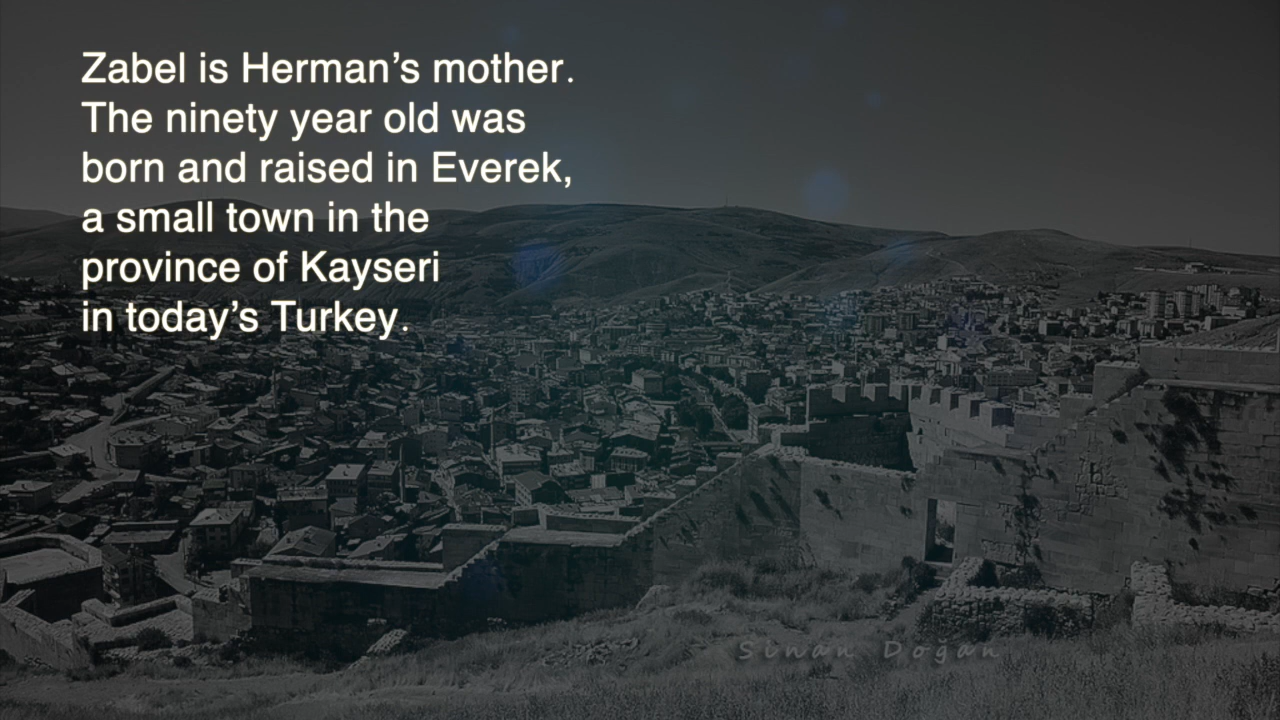 Zabel is Herman’s mother.
The ninety year old was
born and raised in Everek,
a small town in the
province of Kayseri
in today’s Turkey.
Sinan Doğan